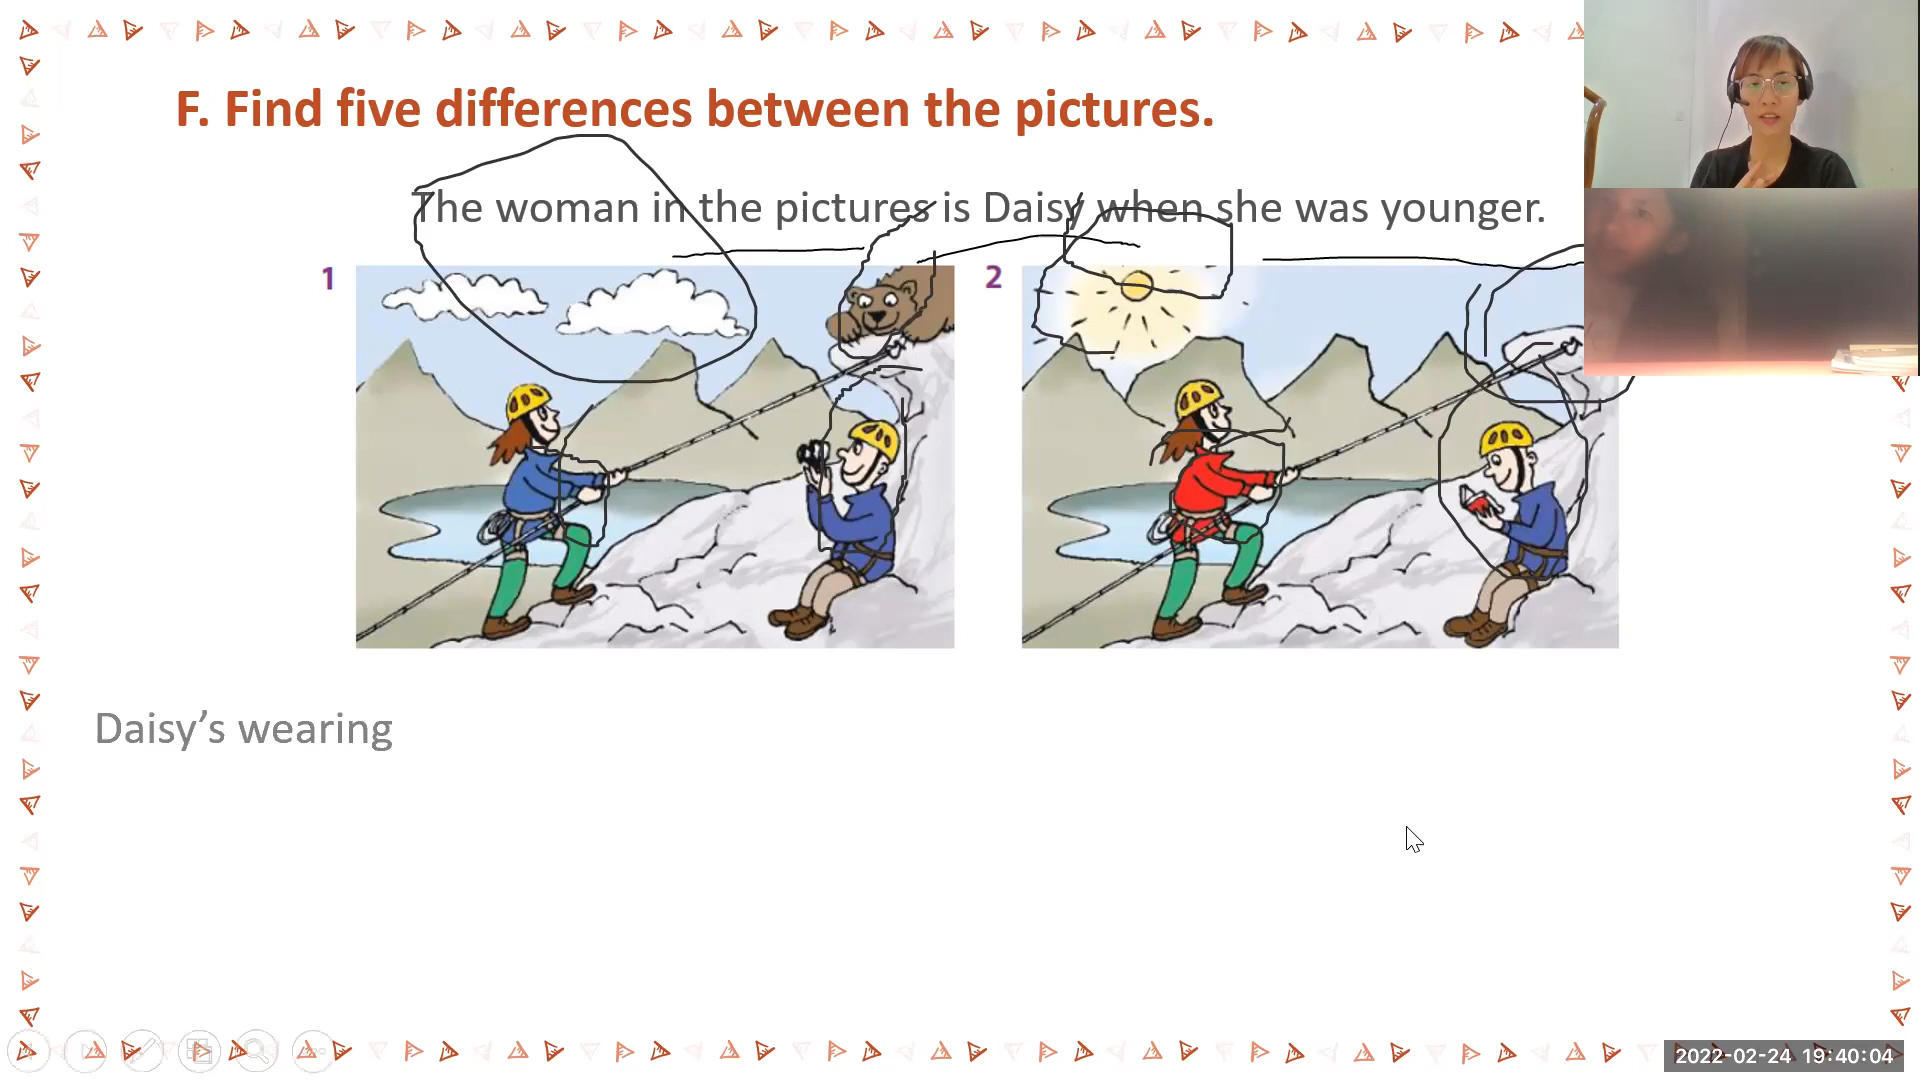 F. Find five differences between the pictures.
The woman in the pictures is Daisy when she was younger.
1
2
Daisy's wearing
2022-02-24 19:40:04